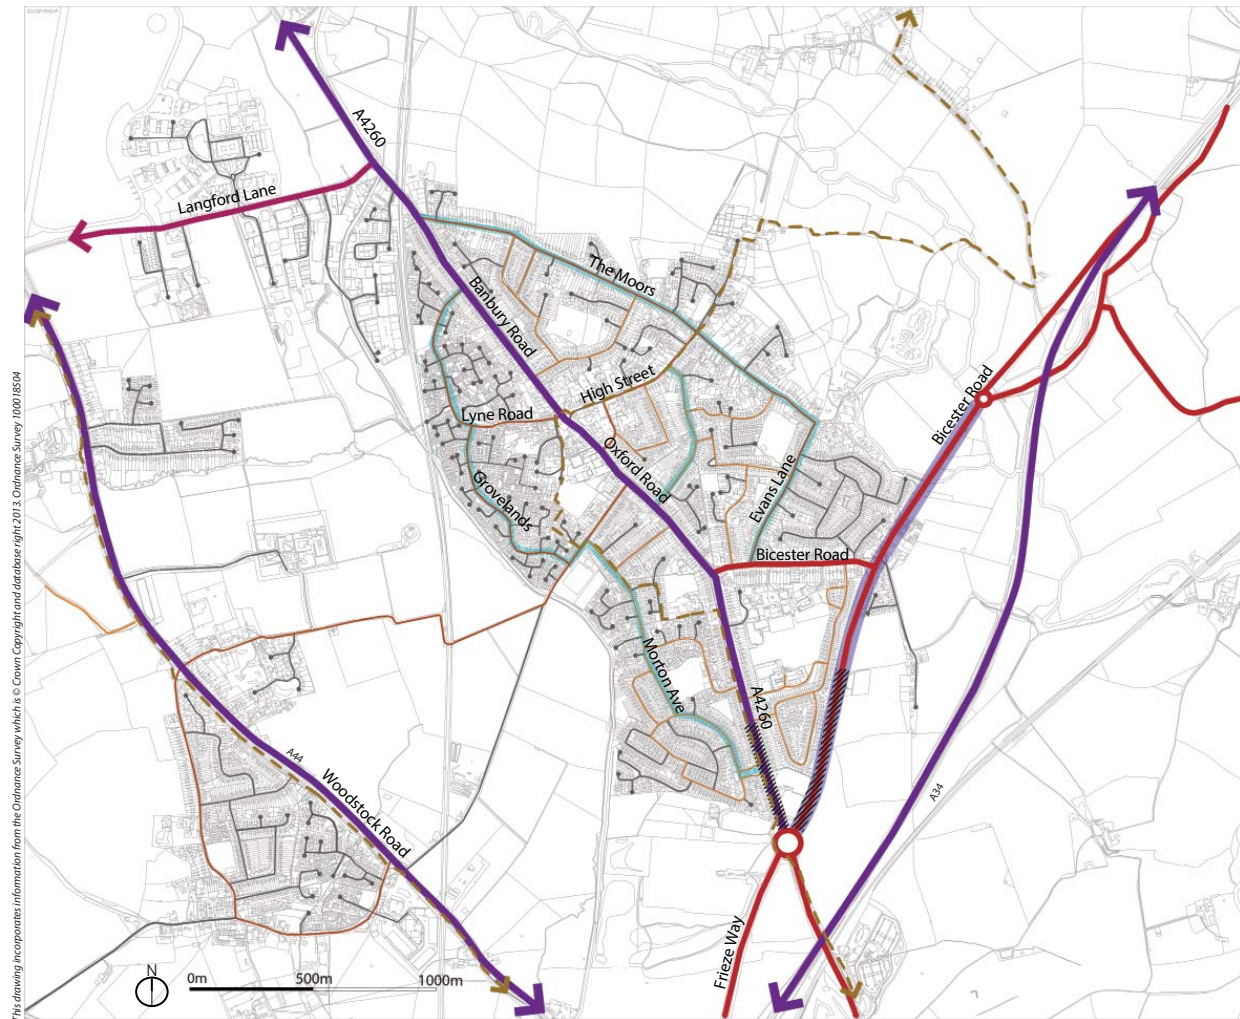 © COPYRIGHT
A4260
Langford Lane
The Moors
Banbury Road
High Street
Lyne Road
Bicester Road
Oxford Road
Grovelands
Evans Lane
Bicester Road
Morton Ave
A4260
A44
Woodstock Road
A34
Frieze Way
N
0m 500m 1000m
This drawing incorporates information from the Ordnance Survey which is © Crown Copyright and database right 2013. Ordnance Survey 100018504